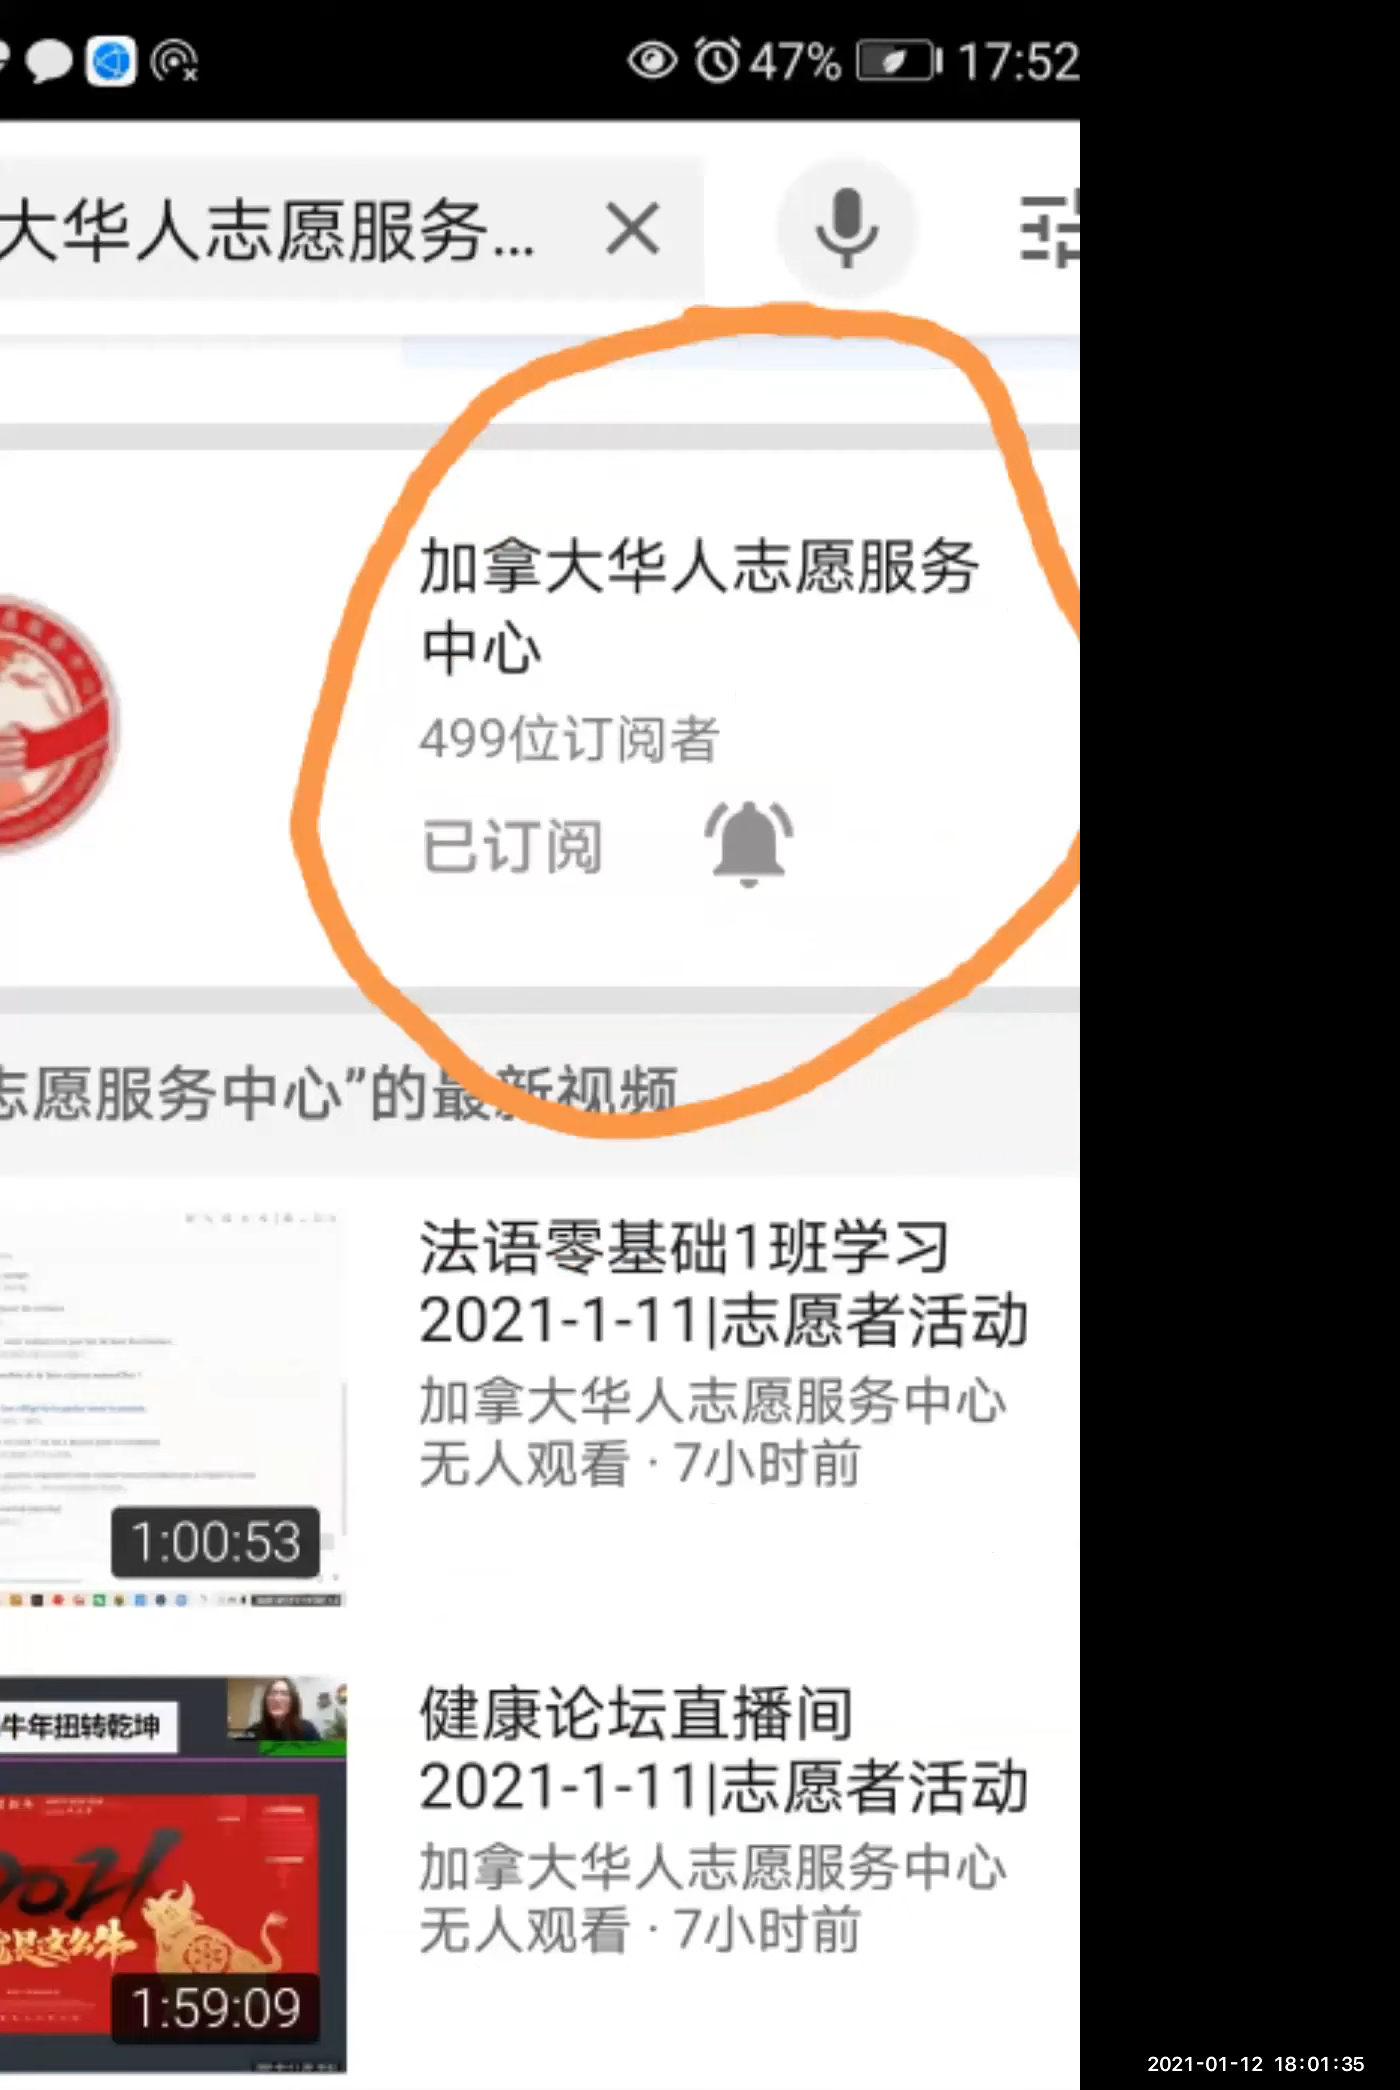 47% 17:52
大华人志愿服务...
加拿大华人志愿服务
中心
499位订阅者
已订阅
志愿服务中心”的最新视频
法语零基础1班学习
2021-1-11|志愿者活动
加拿大华人志愿服务中心
无人观看 · 7小时前
1:00:53
牛年扭转乾坤
健康论坛直播间
2021-1-11|志愿者活动
加拿大华人志愿服务中心
无人观看 · 7小时前
2021
是这么牛
1:59:09
2021-01-12 18:01:35